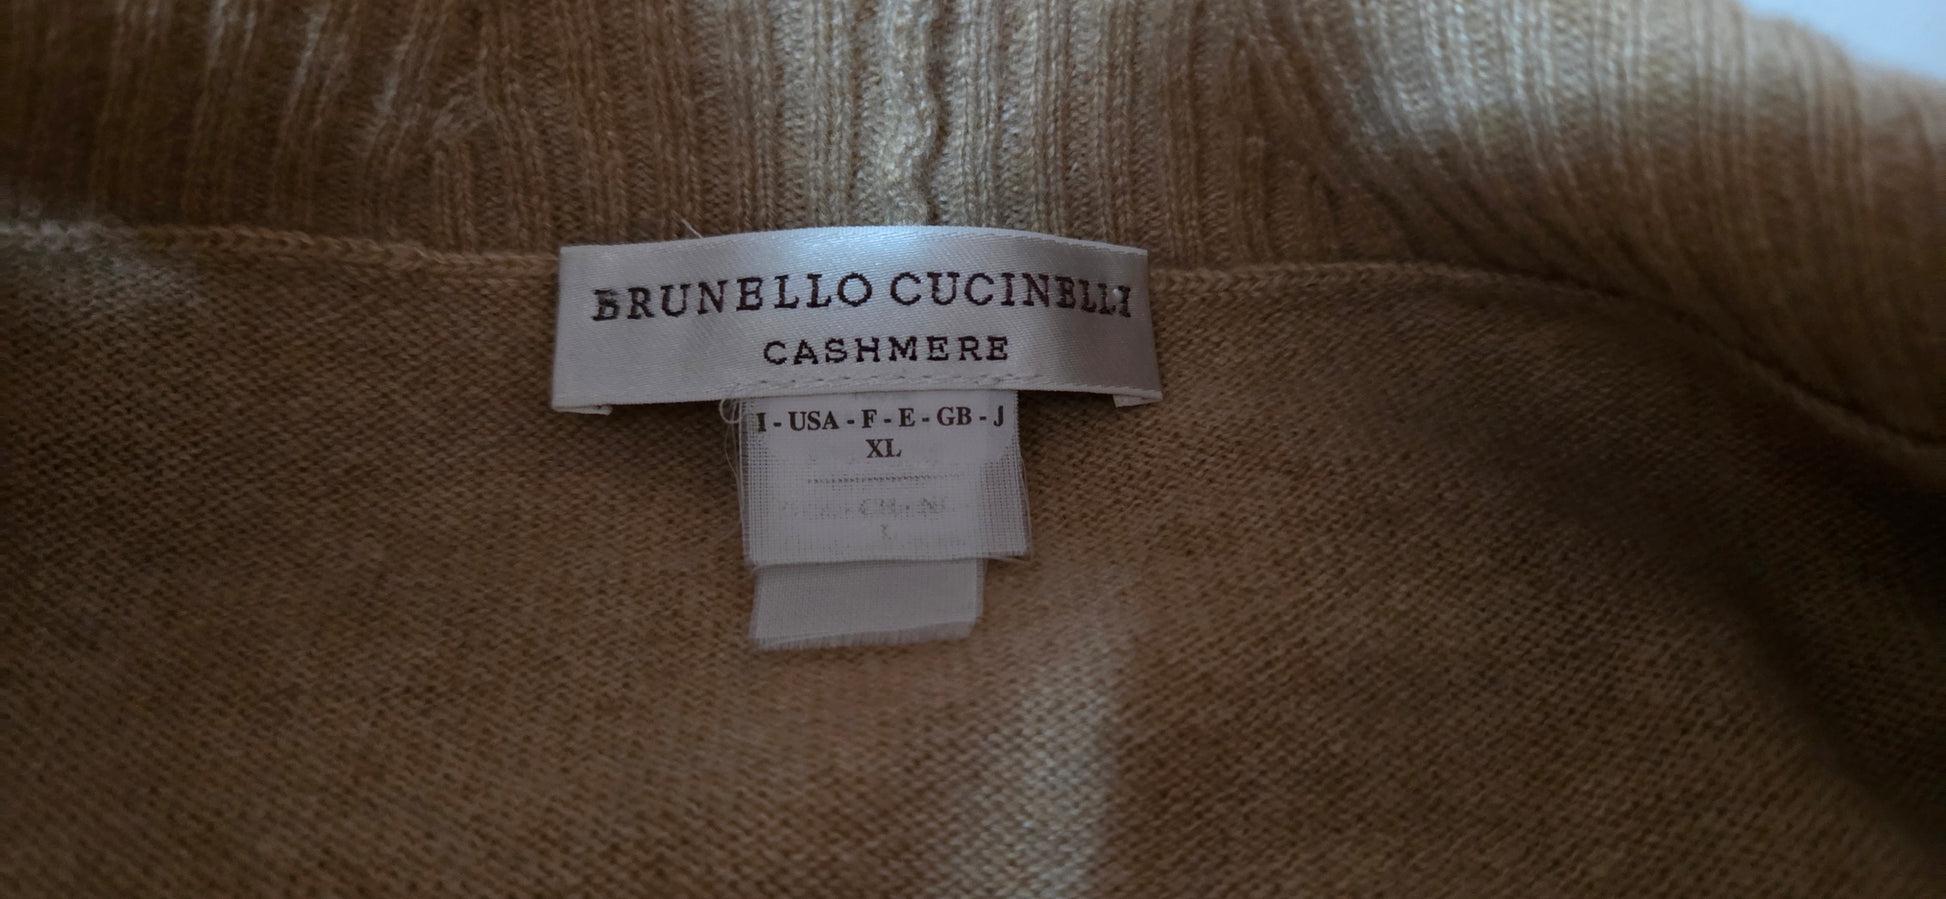 BRUNELLO CUCINELLI
CASHMERE
I - USA - F - E - GB - J
XL